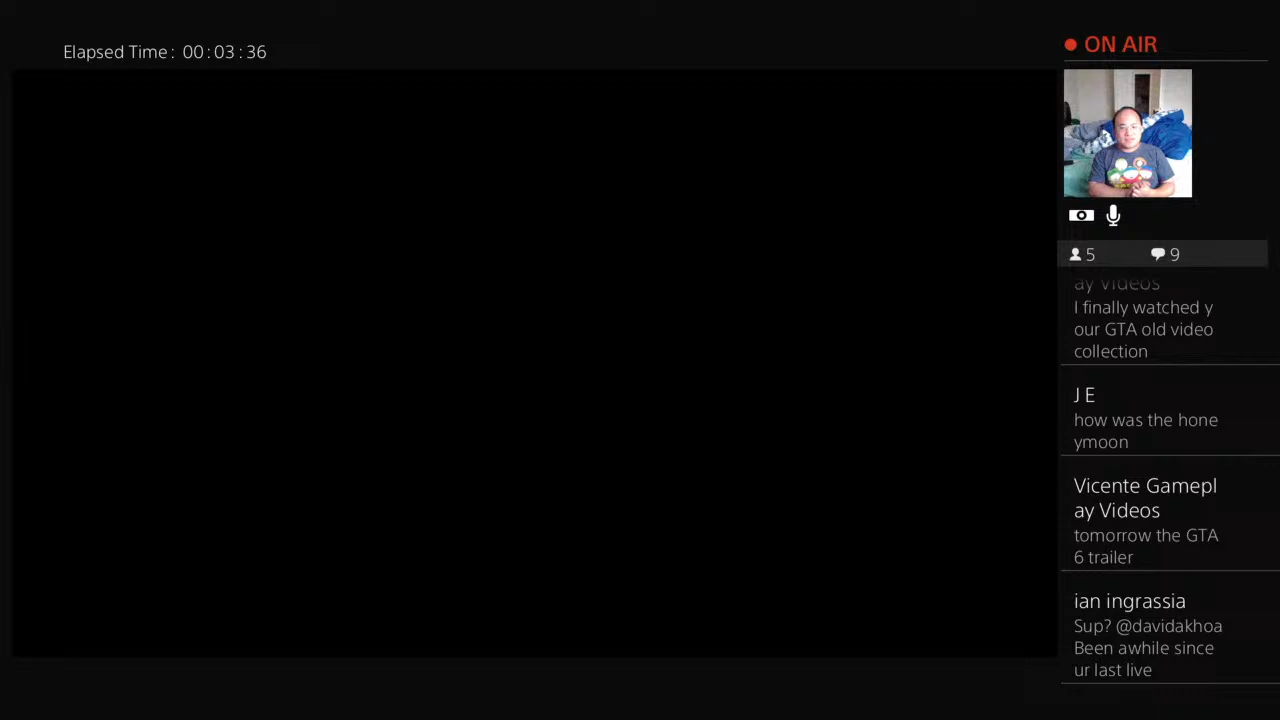 Elapsed Time: 00:03:36
ON AIR
5 9
ay Videos
I finally watched y
our GTA old video
collection
J E
how was the hone
ymoon
Vicente Gamepl
ay Videos
tomorrow the GTA
6 trailer
ian ingrassia
Sup? @davidakhoa
Been awhile since
ur last live